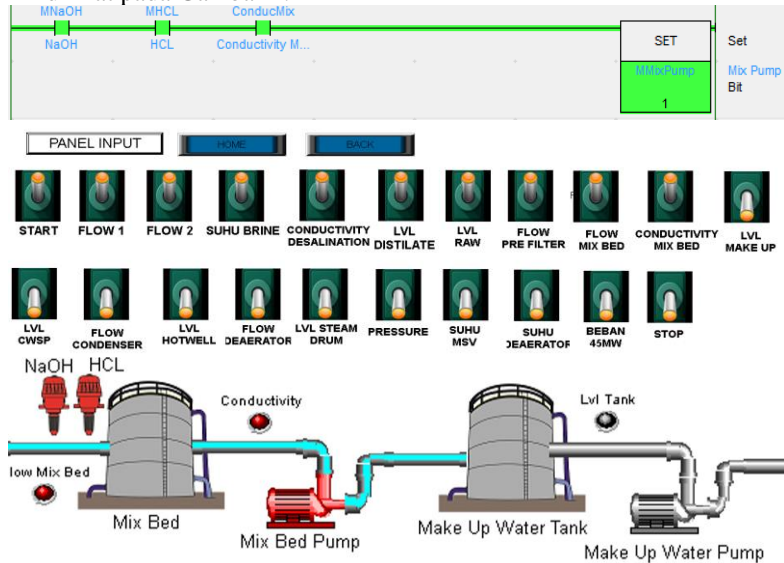 MNaOH MHCL ConducMix
NaOH HCL Conductivity M...
SET Set
MMixPump Mix Pump
Bit
1
PANEL INPUT HOME BACK
START FLOW 1 FLOW 2 SUHU BRINE CONDUCTIVITY DESALINATION LVL DISTILATE LVL RAW FLOW PRE FILTER FLOW MIX BED CONDUCTIVITY MIX BED LVL MAKE UP
LVL CWSP FLOW CONDENSER LVL HOTWELL FLOW DEAERATOR LVL STEAM DRUM PRESSURE SUHU MSV SUHU DEAERATOR BEBAN 45MW STOP
NaOH HCL
Conductivity
Lvl Tank
low Mix Bed
Mix Bed
Mix Bed Pump
Make Up Water Tank
Make Up Water Pump